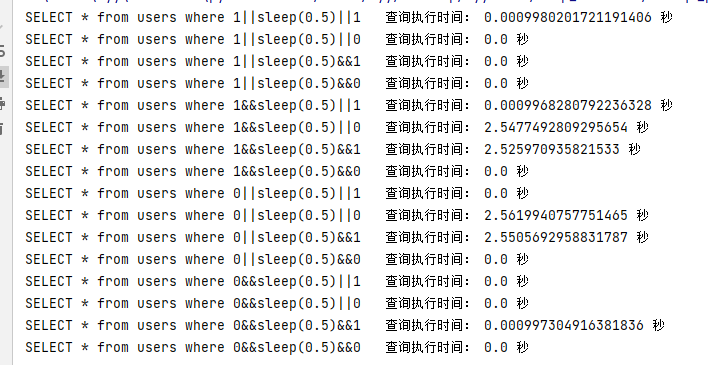 SELECT * from users where 1||sleep(0.5)||1 查询执行时间: 0.0009980201721191406 秒
SELECT * from users where 1||sleep(0.5)||0 查询执行时间: 0.0 秒
SELECT * from users where 1||sleep(0.5)&&1 查询执行时间: 0.0 秒
SELECT * from users where 1||sleep(0.5)&&0 查询执行时间: 0.0 秒
SELECT * from users where 1&&sleep(0.5)||1 查询执行时间: 0.0009968280792236328 秒
SELECT * from users where 1&&sleep(0.5)||0 查询执行时间: 2.5477492809295654 秒
SELECT * from users where 1&&sleep(0.5)&&1 查询执行时间: 2.525970935821533 秒
SELECT * from users where 1&&sleep(0.5)&&0 查询执行时间: 0.0 秒
SELECT * from users where 0||sleep(0.5)||1 查询执行时间: 0.0 秒
SELECT * from users where 0||sleep(0.5)||0 查询执行时间: 2.5619940757751465 秒
SELECT * from users where 0||sleep(0.5)&&1 查询执行时间: 2.5505692958831787 秒
SELECT * from users where 0||sleep(0.5)&&0 查询执行时间: 0.0 秒
SELECT * from users where 0&&sleep(0.5)||1 查询执行时间: 0.0 秒
SELECT * from users where 0&&sleep(0.5)||0 查询执行时间: 0.0 秒
SELECT * from users where 0&&sleep(0.5)&&1 查询执行时间: 0.000997304916381836 秒
SELECT * from users where 0&&sleep(0.5)&&0 查询执行时间: 0.0 秒